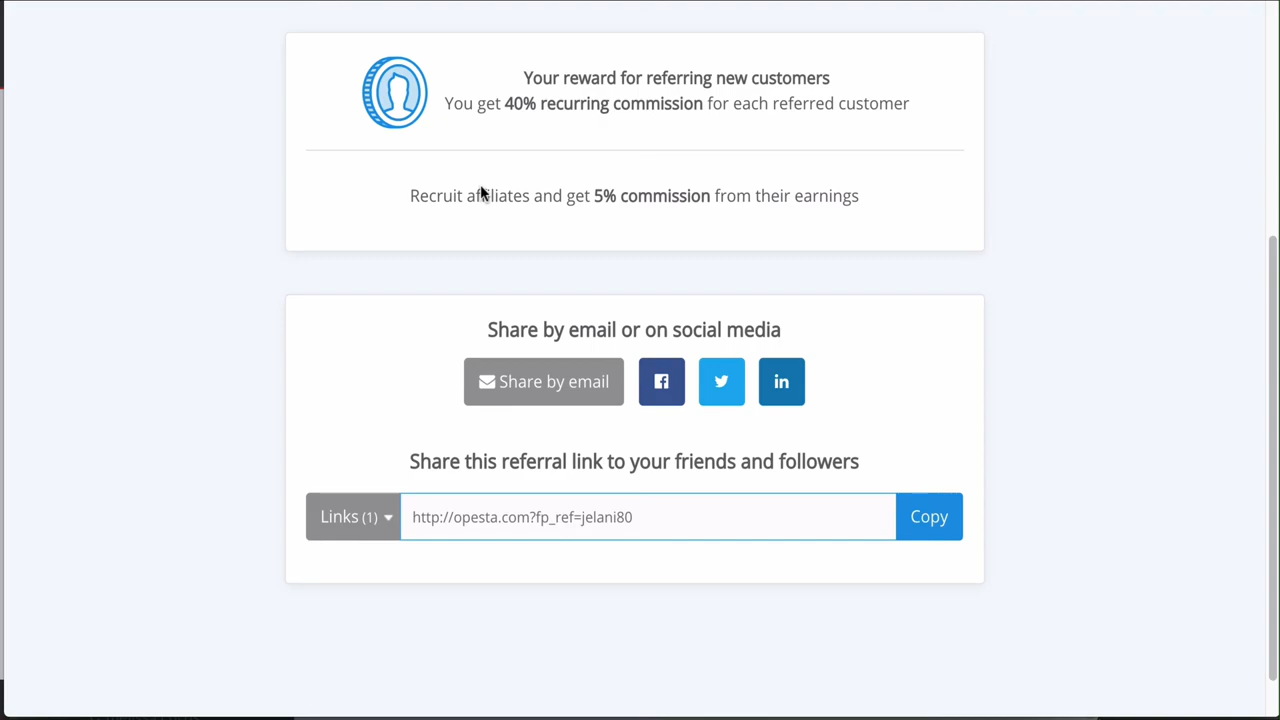 Your reward for referring new customers
You get 40% recurring commission for each referred customer
Recruit affiliates and get 5% commission from their earnings
Share by email or on social media
Share by email
Share this referral link to your friends and followers
Links (1)
http://opesta.com?fp_ref=jelani80
Copy